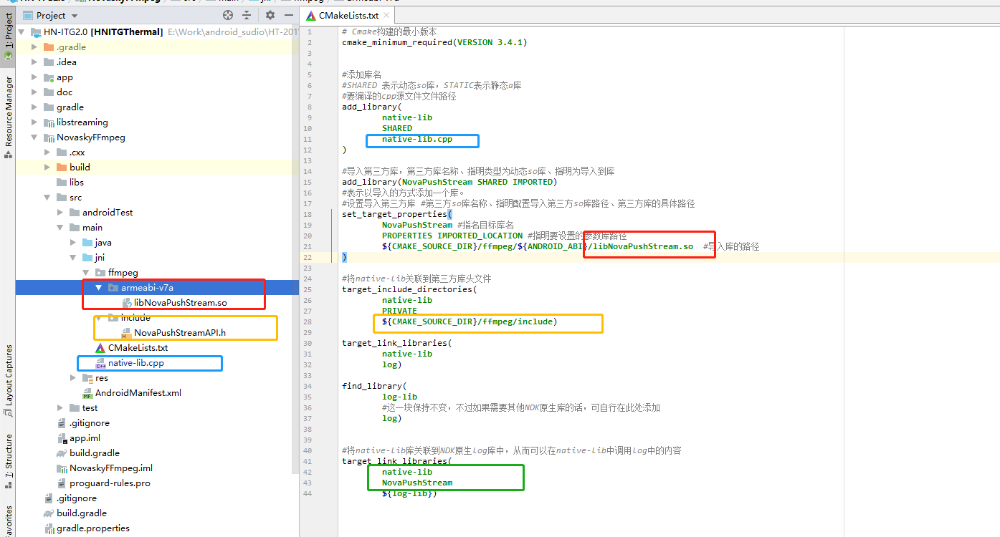 Project
CMakeLists.txt
1: Project
Resource Manager
Layout Captures
7: Structure
HN-ITG2.0 [HNITGThermal] E:\Work\android_sudio\HT-201
.gradle
.idea
app
doc
gradle
libstreaming
NovaskyFFmpeg
.cxx
build
libs
src
androidTest
main
java
jni
ffmpeg
armeabi-v7a
libNovaPushStream.so
include
NovaPushStreamAPI.h
CMakeLists.txt
native-lib.cpp
res
AndroidManifest.xml
test
.gitignore
app.iml
build.gradle
NovaskyFFmpeg.iml
proguard-rules.pro
.gitignore
build.gradle
gradle.properties
1 # Cmake构建的最小版本
2 cmake_minimum_required(VERSION 3.4.1)
3
4
5 #添加库名
6 #SHARED 表示动态so库，STATIC表示静态a库
7 #要编译的cpp源文件文件路径
8 add_library(
9 native-lib
10 SHARED
11 native-lib.cpp
12 )
13
14 #导入第三方库，第三方库名称、指明类型为动态so库、指明为导入到库
15 add_library(NovaPushStream SHARED IMPORTED)
16 #表示以导入的方式添加一个库。
17 #设置导入第三方库 #第三方so库名称、指明配置导入第三方so库路径、第三方库的具体路径
18 set_target_properties(
19 NovaPushStream #指名目标库名
20 PROPERTIES IMPORTED_LOCATION #指明要设置的参数库路径
21 ${CMAKE_SOURCE_DIR}/ffmpeg/${ANDROID_ABI}/libNovaPushStream.so #导入库的路径
22 )
23
24 #将native-lib关联到第三方库头文件
25 target_include_directories(
26 native-lib
27 PRIVATE
28 ${CMAKE_SOURCE_DIR}/ffmpeg/include)
29
30 target_link_libraries(
31 native-lib
32 log)
33
34 find_library(
35 log-lib
36 #这一块保持不变，不过如果需要其他NDK原生库的话，可自行在此处添加
37 log)
38
39
40 #将native-lib库关联到NDK原生log库中，从而可以在native-lib中调用log中的内容
41 target_link_libraries(
42 native-lib
43 NovaPushStream
44 ${log-lib})